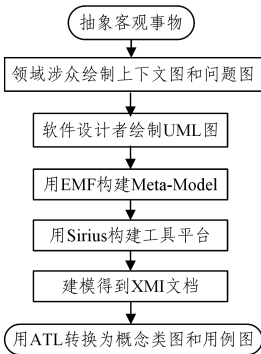 抽象客观事物
领域涉众绘制上下文图和问题图
软件设计者绘制UML图
用EMF构建Meta-Model
用Sirius构建工具平台
建模得到XMI文档
用ATL转换为概念类图和用例图